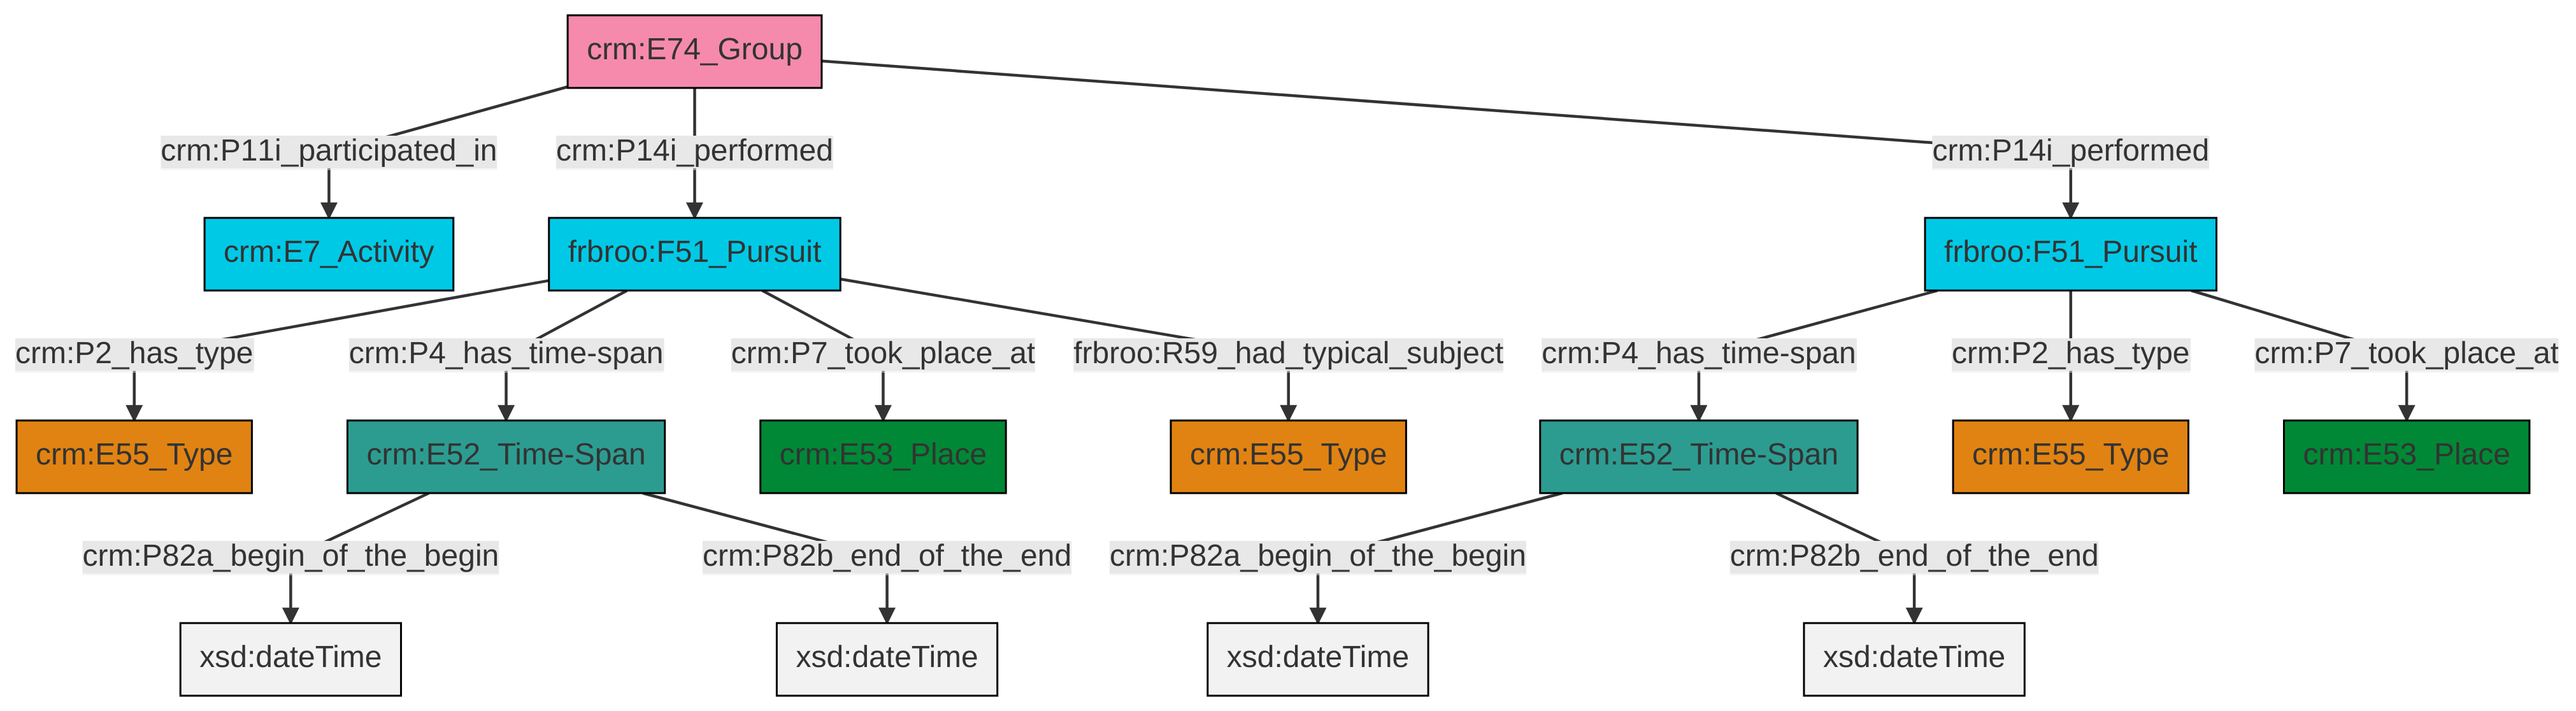 crm:E74_Group
crm:P11i_participated_in
crm:P14i_performed
crm:P14i_performed
crm:E7_Activity
frbroo:F51_Pursuit
frbroo:F51_Pursuit
crm:P2_has_type
crm:P4_has_time-span
crm:P7_took_place_at
frbroo:R59_had_typical_subject
crm:P4_has_time-span
crm:P2_has_type
crm:P7_took_place_at
crm:E55_Type
crm:E52_Time-Span
crm:E53_Place
crm:E55_Type
crm:E52_Time-Span
crm:E55_Type
crm:E53_Place
crm:P82a_begin_of_the_begin
crm:P82b_end_of_the_end
crm:P82a_begin_of_the_begin
crm:P82b_end_of_the_end
xsd:dateTime
xsd:dateTime
xsd:dateTime
xsd:dateTime